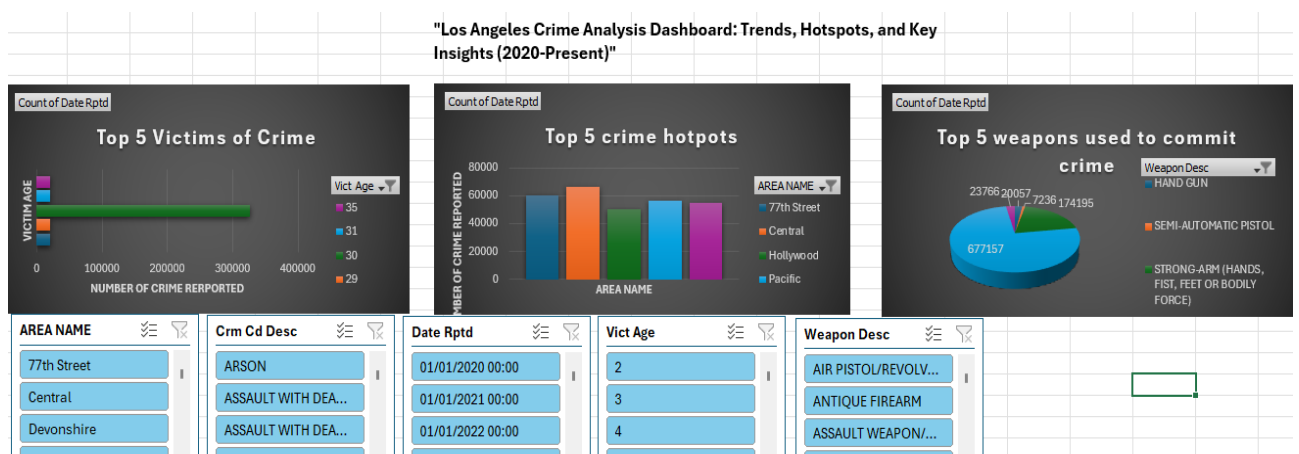 "Los Angeles Crime Analysis Dashboard: Trends, Hotspots, and Key
Insights (2020-Present)"
Count of Date Rptd
Top 5 Victims of Crime
VICTIM AGE
0 100000 200000 300000 400000
NUMBER OF CRIME RERPORTED
Vict Age
35
31
30
29
Count of Date Rptd
Top 5 crime hotpots
MBER OF CRIME REPORTED
80000
60000
40000
20000
0
AREA NAME
AREA NAME
77th Street
Central
Hollywood
Pacific
Count of Date Rptd
Top 5 weapons used to commit
crime
23766 20057 7236 174195
677157
Weapon Desc
HAND GUN
SEMI-AUTOMATIC PISTOL
STRONG-ARM (HANDS,
FIST, FEET OR BODILY
FORCE)
AREA NAME
77th Street
Central
Devonshire
Crm Cd Desc
ARSON
ASSAULT WITH DEA...
ASSAULT WITH DEA...
Date Rptd
01/01/2020 00:00
01/01/2021 00:00
01/01/2022 00:00
Vict Age
2
3
4
Weapon Desc
AIR PISTOL/REVOLV...
ANTIQUE FIREARM
ASSAULT WEAPON/...